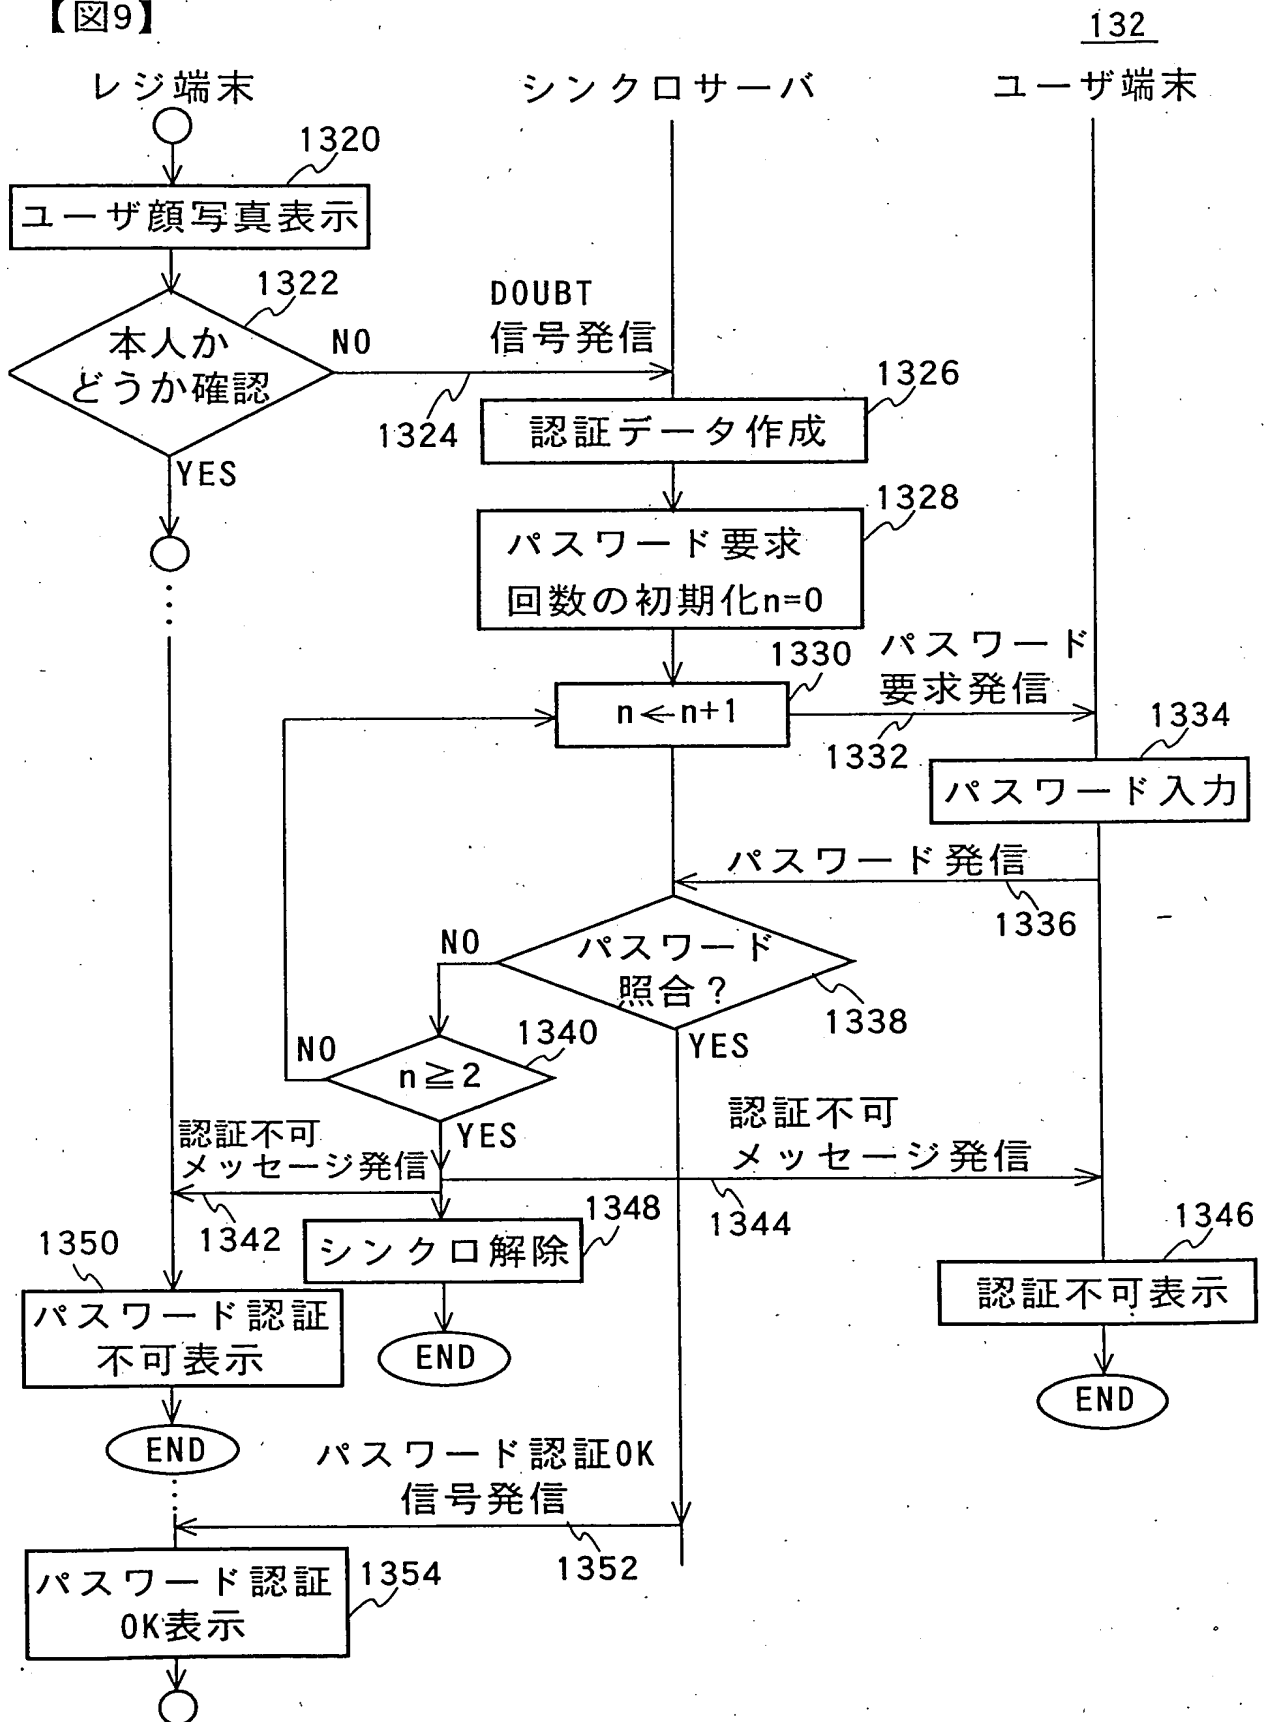 【図9】
132
レジ端末
シンクロサーバ
ユーザ端末
1320
ユーザ顔写真表示
1322
本人か
どうか確認
NO
YES
DOUBT
信号発信
1324
1326
認証データ作成
1328
パスワード要求
回数の初期化n=0
1330
n←n+1
パスワード
要求発信
1332
1334
パスワード入力
パスワード発信
1336
パスワード
照合？
1338
NO
YES
1340
n≧2
NO
YES
認証不可
メッセージ発信
1342
認証不可
メッセージ発信
1344
1348
シンクロ解除
END
1346
認証不可表示
END
1350
パスワード認証
不可表示
END
パスワード認証OK
信号発信
1352
1354
パスワード認証
OK表示